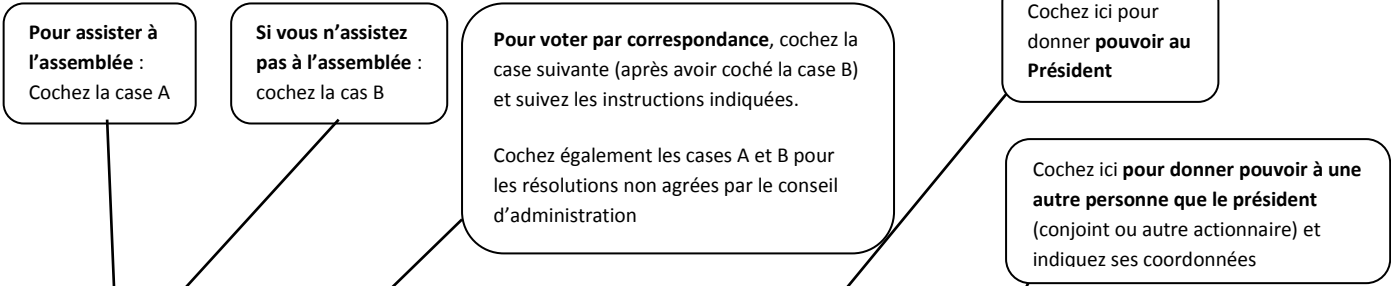 Pour assister à
l’assemblée :
Cochez la case A
Si vous n’assistez
pas à l’assemblée :
cochez la cas B
Pour voter par correspondance, cochez la
case suivante (après avoir coché la case B)
et suivez les instructions indiquées.
Cochez également les cases A et B pour
les résolutions non agrées par le conseil
d’administration
Cochez ici pour
donner pouvoir au
Président
Cochez ici pour donner pouvoir à une
autre personne que le président
(conjoint ou autre actionnaire) et
indiquez ses coordonnées